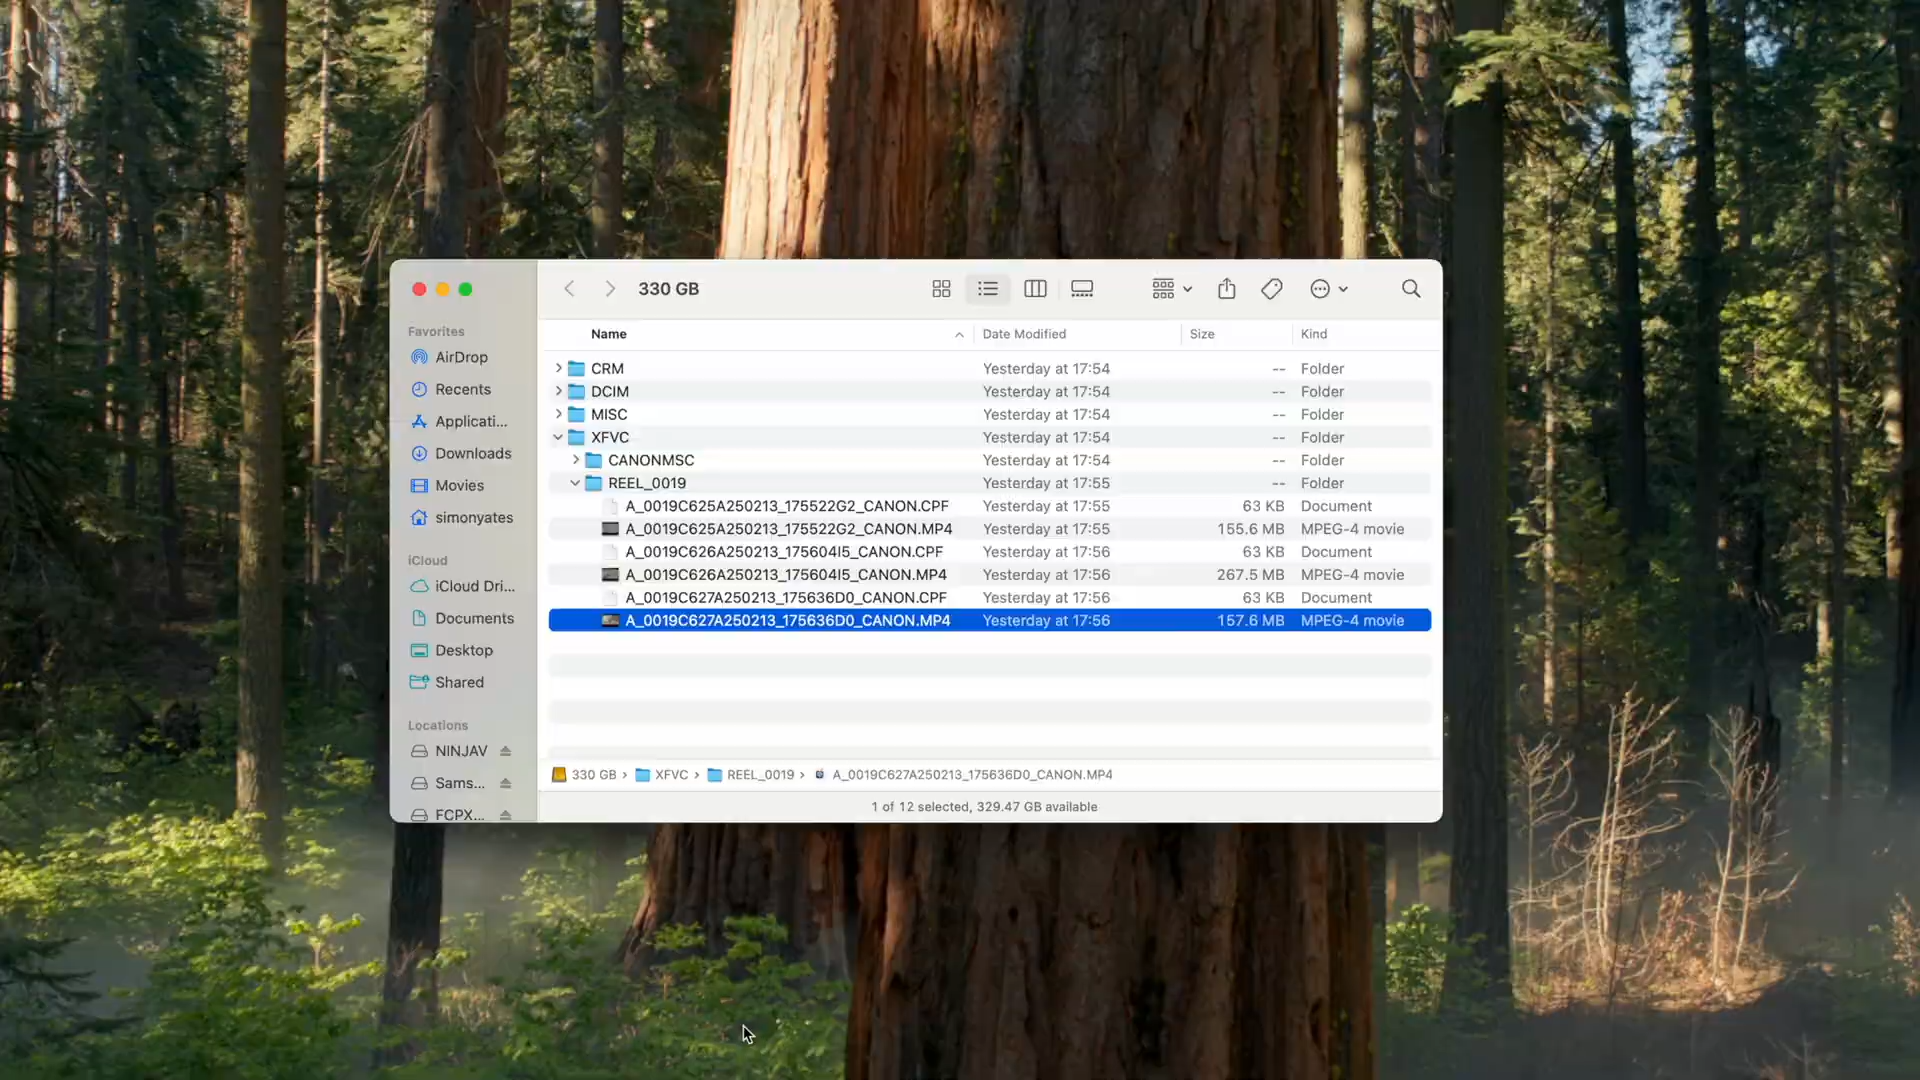 330 GB
Favorites
AirDrop
Recents
Applicati...
Downloads
Movies
simonyates
iCloud
iCloud Dri...
Documents
Desktop
Shared
Locations
NINJAV
Sams...
FCPX...
Name Date Modified Size Kind
CRM Yesterday at 17:54 -- Folder
DCIM Yesterday at 17:54 -- Folder
MISC Yesterday at 17:54 -- Folder
XFVC Yesterday at 17:54 -- Folder
CANONMSC Yesterday at 17:54 -- Folder
REEL_0019 Yesterday at 17:55 -- Folder
A_0019C625A250213_175522G2_CANON.CPF Yesterday at 17:55 63 KB Document
A_0019C625A250213_175522G2_CANON.MP4 Yesterday at 17:55 155.6 MB MPEG-4 movie
A_0019C626A250213_175604I5_CANON.CPF Yesterday at 17:56 63 KB Document
A_0019C626A250213_175604I5_CANON.MP4 Yesterday at 17:56 267.5 MB MPEG-4 movie
A_0019C627A250213_175636D0_CANON.CPF Yesterday at 17:56 63 KB Document
A_0019C627A250213_175636D0_CANON.MP4 Yesterday at 17:56 157.6 MB MPEG-4 movie
330 GB › XFVC › REEL_0019 › A_0019C627A250213_175636D0_CANON.MP4
1 of 12 selected, 329.47 GB available